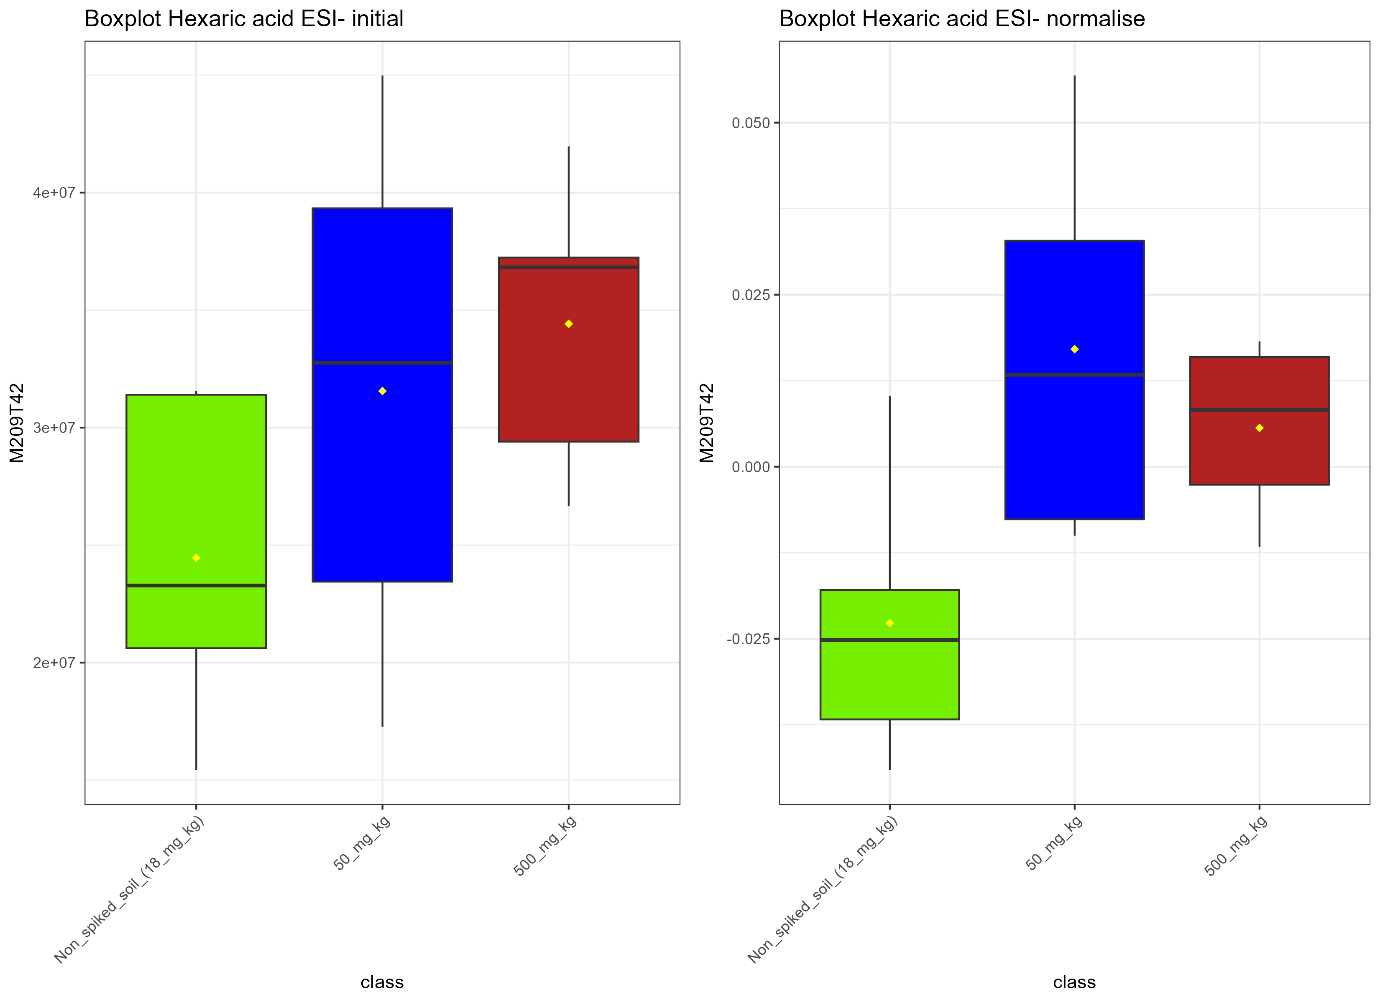 Boxplot Hexaric acid ESI- initial
M209T42
4e+07
3e+07
2e+07
Non_spiked_soil_(18_mg_kg)
50_mg_kg
500_mg_kg
class
Boxplot Hexaric acid ESI- normalise
M209T42
0.050
0.025
0.000
-0.025
Non_spiked_soil_(18_mg_kg)
50_mg_kg
500_mg_kg
class